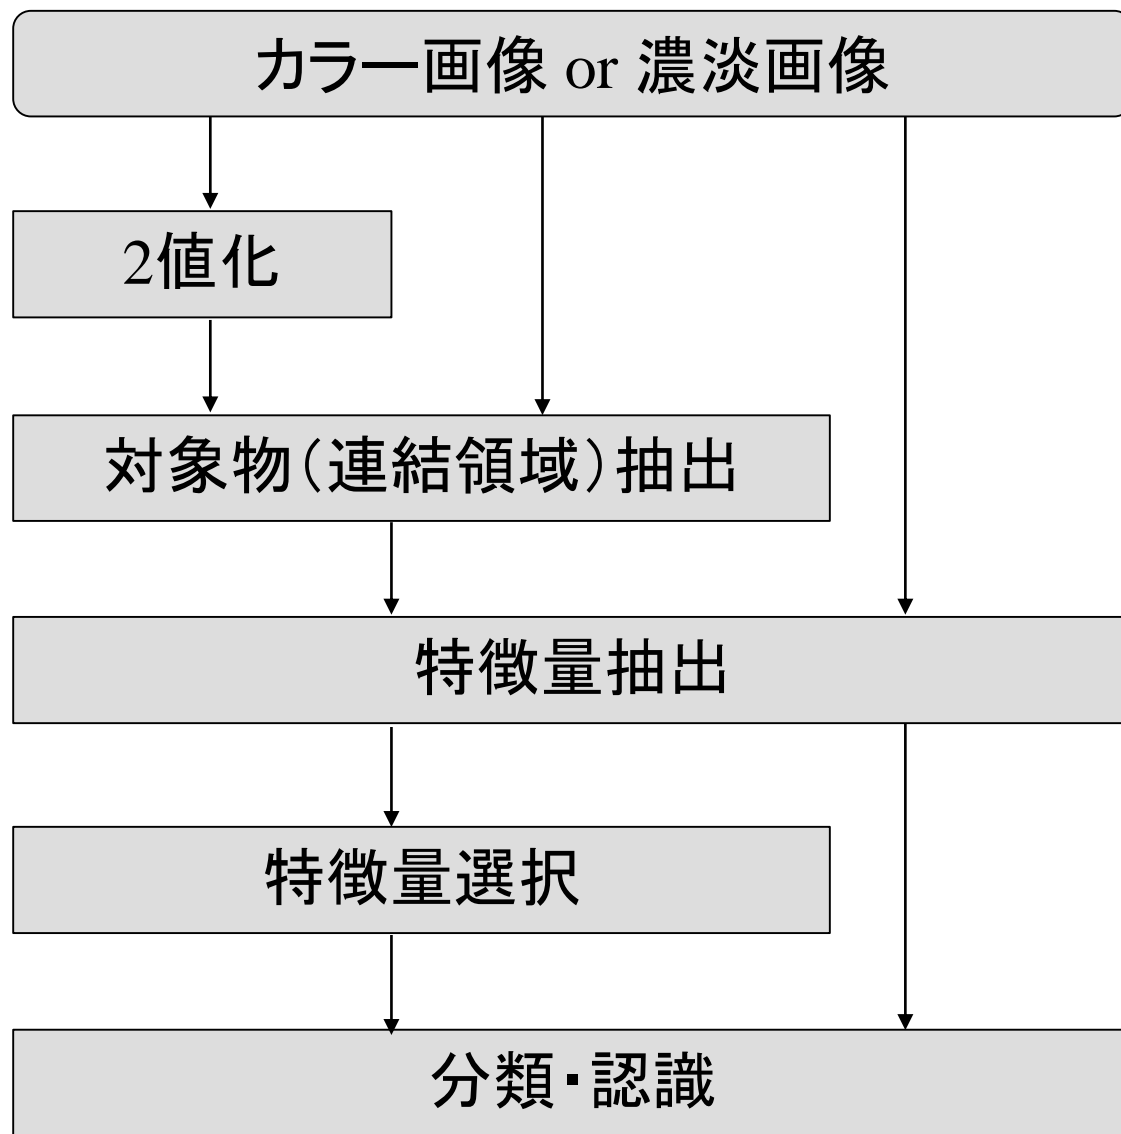 カラー画像 or 濃淡画像
2値化
対象物（連結領域）抽出
特徴量抽出
特徴量選択
分類・認識